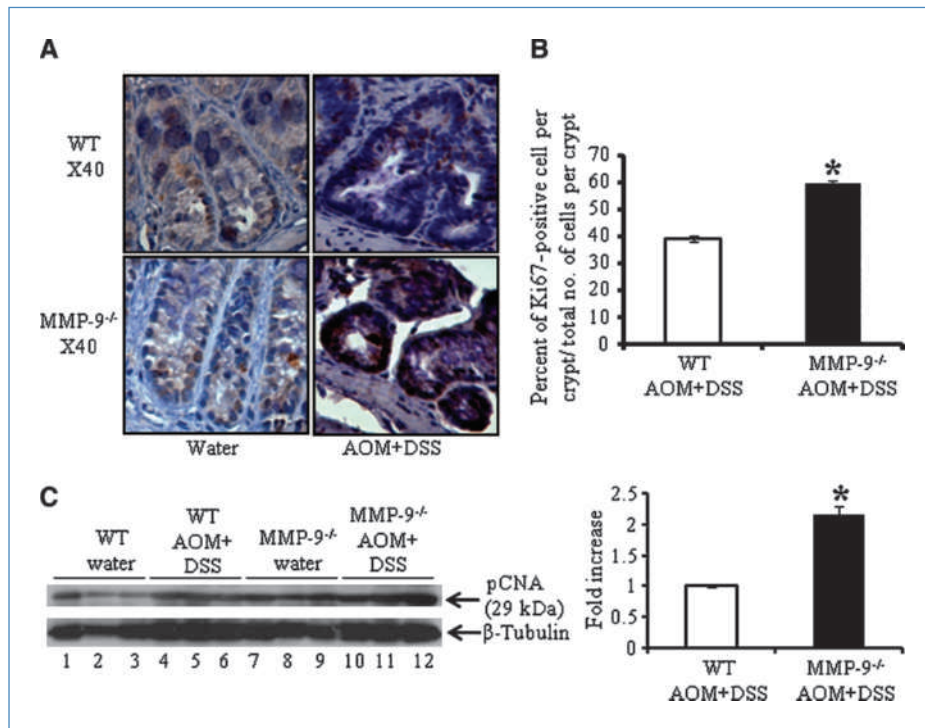 A
WT
X40
MMP-9-/-
X40
Water
AOM+DSS
B
Percent of Ki67-positive cell per
crypt/ total no. of cells per crypt
70
60
50
40
30
20
10
0
*
WT
AOM+DSS
MMP-9-/-
AOM+DSS
C
WT
water
WT
AOM+
DSS
MMP-9-/-
water
MMP-9-/-
AOM+
DSS
pCNA
(29 kDa)
β-Tubulin
1 2 3 4 5 6 7 8 9 10 11 12
Fold increase
2.5
2
1.5
1
0.5
0
*
WT
AOM+DSS
MMP-9-/-
AOM+DSS